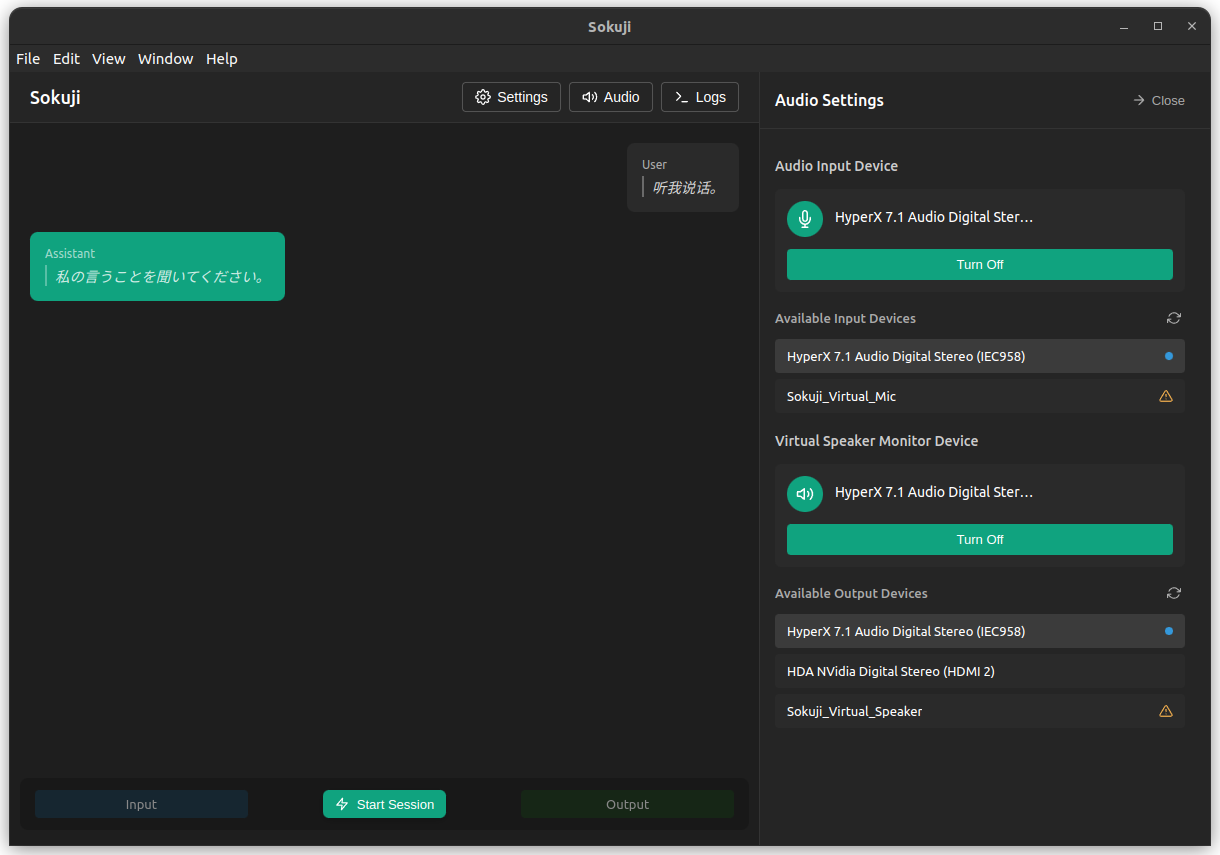 Sokuji
File Edit View Window Help
Sokuji
Settings
Audio
Logs
User
听我说话。
Assistant
私の言うことを聞いてください。
Input
Start Session
Output
Audio Settings
Close
Audio Input Device
HyperX 7.1 Audio Digital Ster...
Turn Off
Available Input Devices
HyperX 7.1 Audio Digital Stereo (IEC958)
Sokuji_Virtual_Mic
Virtual Speaker Monitor Device
HyperX 7.1 Audio Digital Ster...
Turn Off
Available Output Devices
HyperX 7.1 Audio Digital Stereo (IEC958)
HDA NVidia Digital Stereo (HDMI 2)
Sokuji_Virtual_Speaker